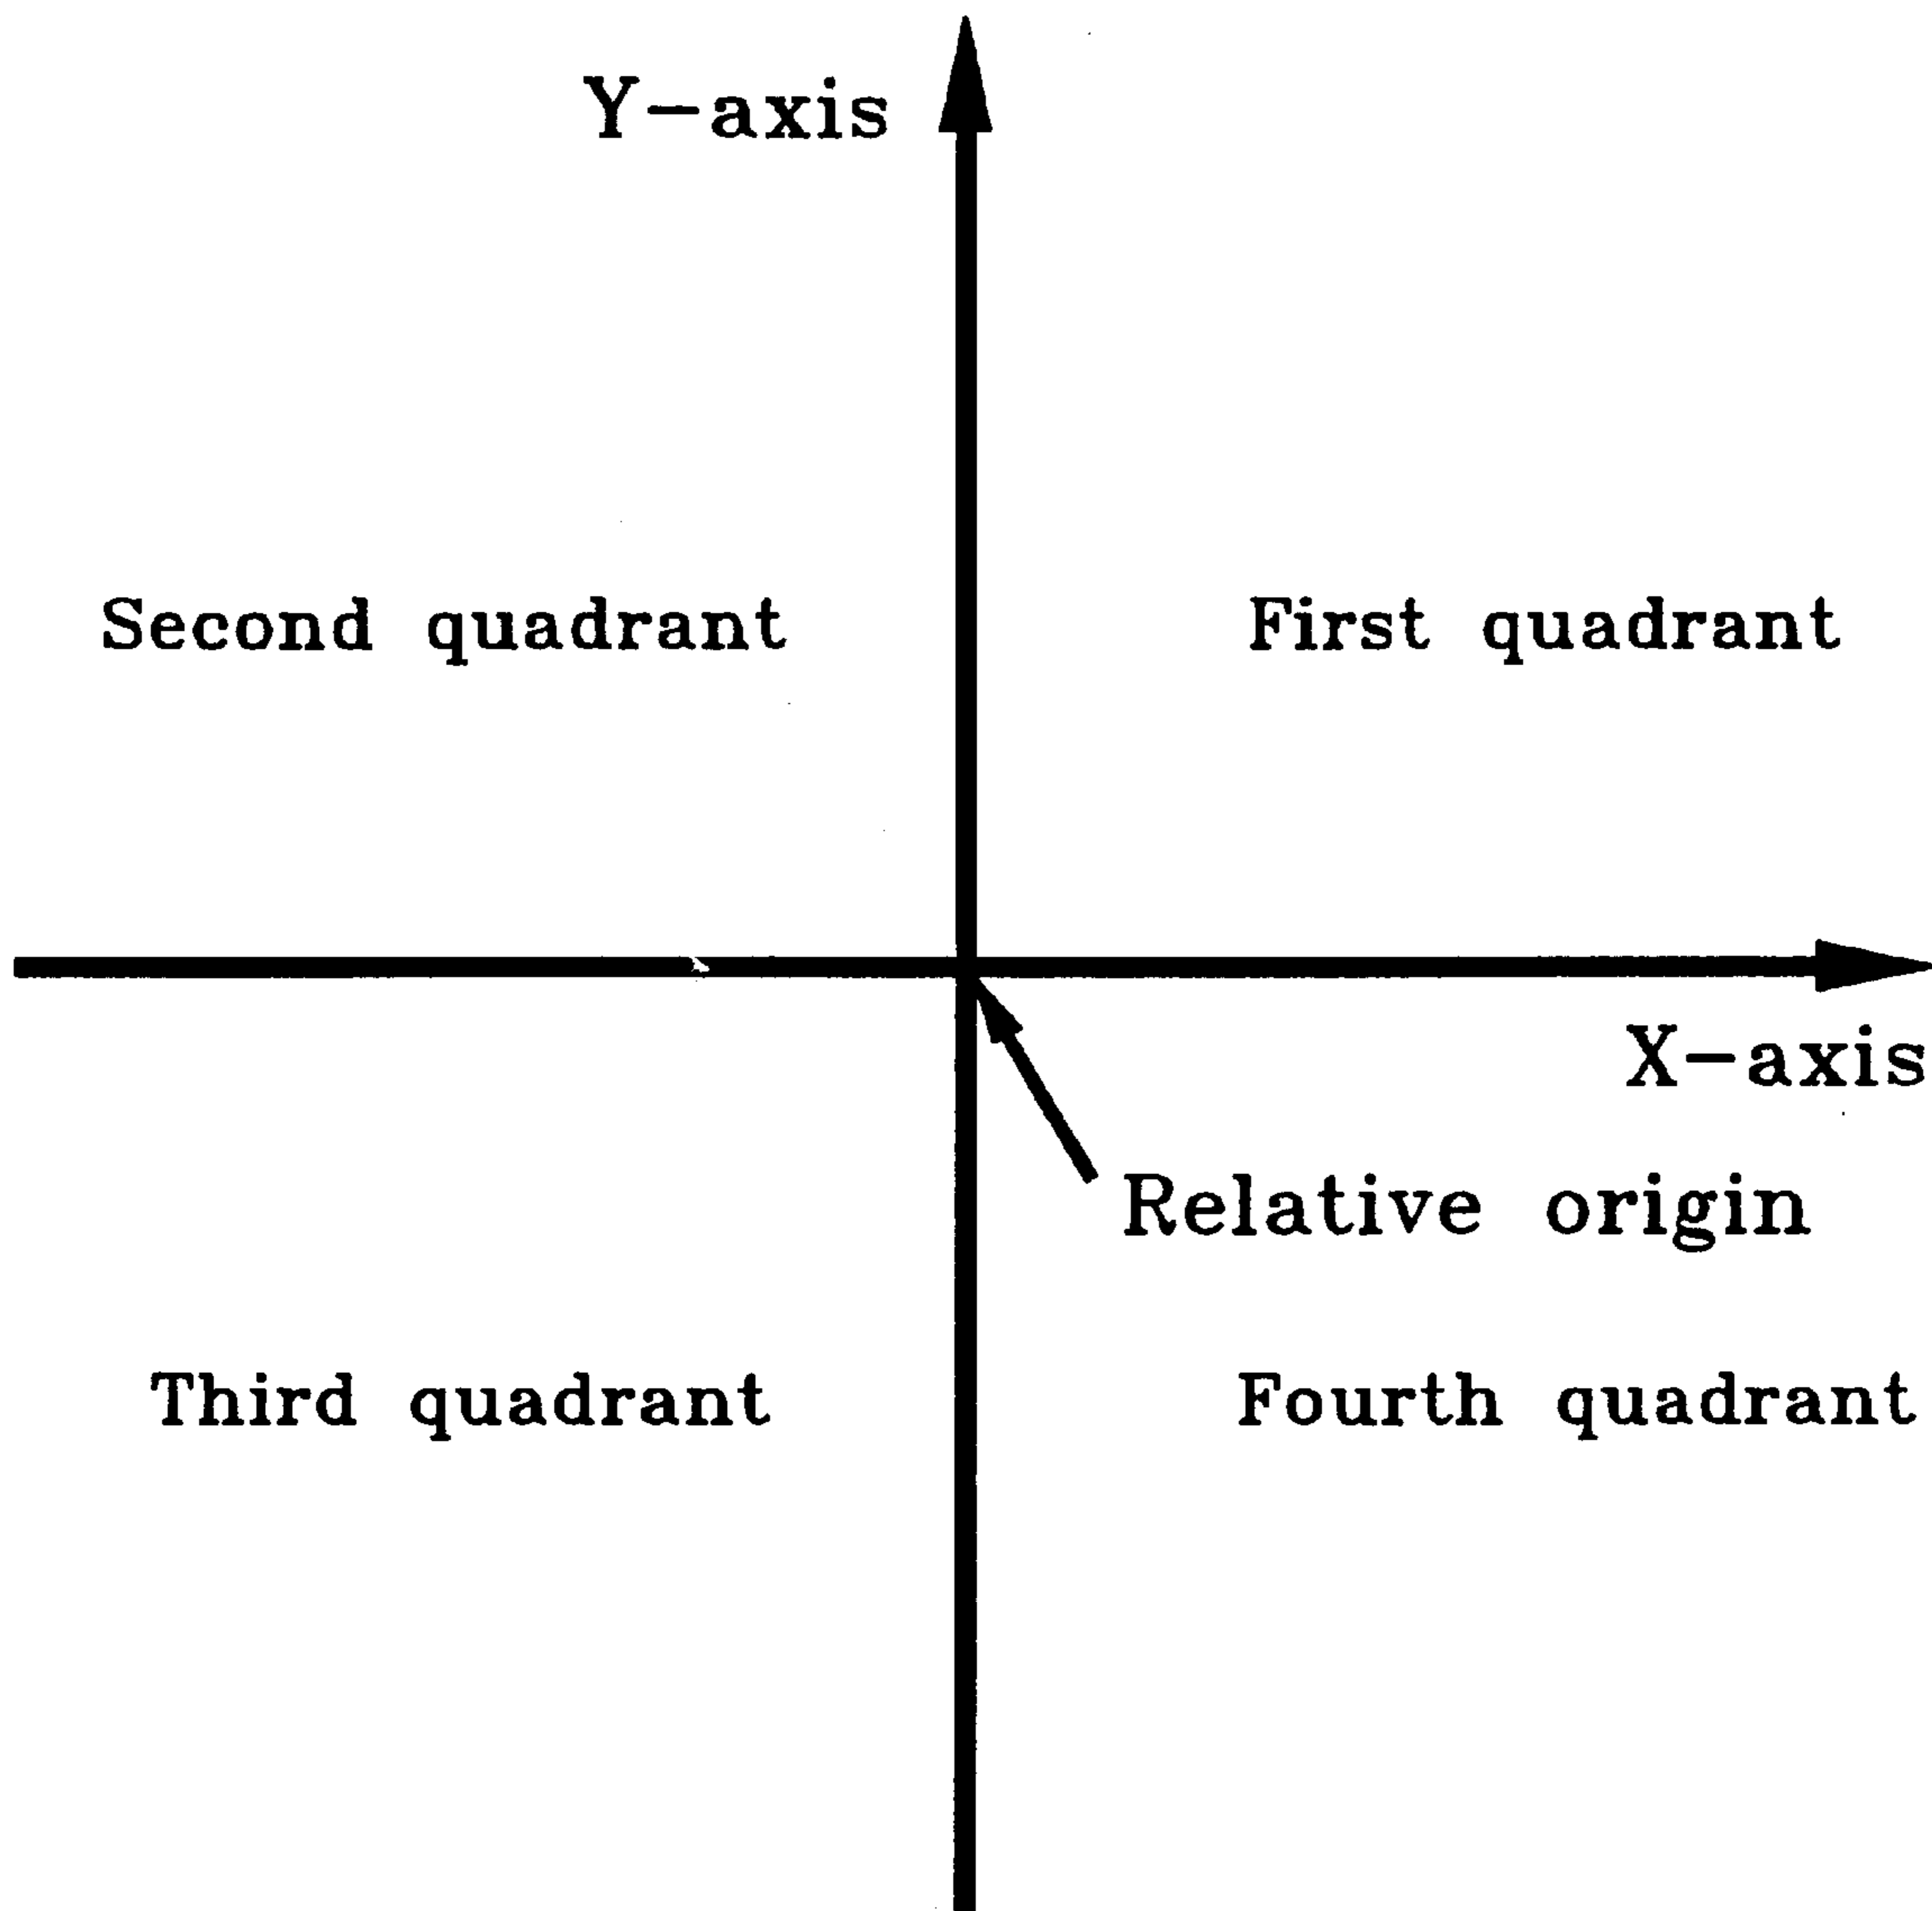 Y-axis
Second quadrant
First quadrant
X-axis
Relative origin
Third quadrant
Fourth quadrant